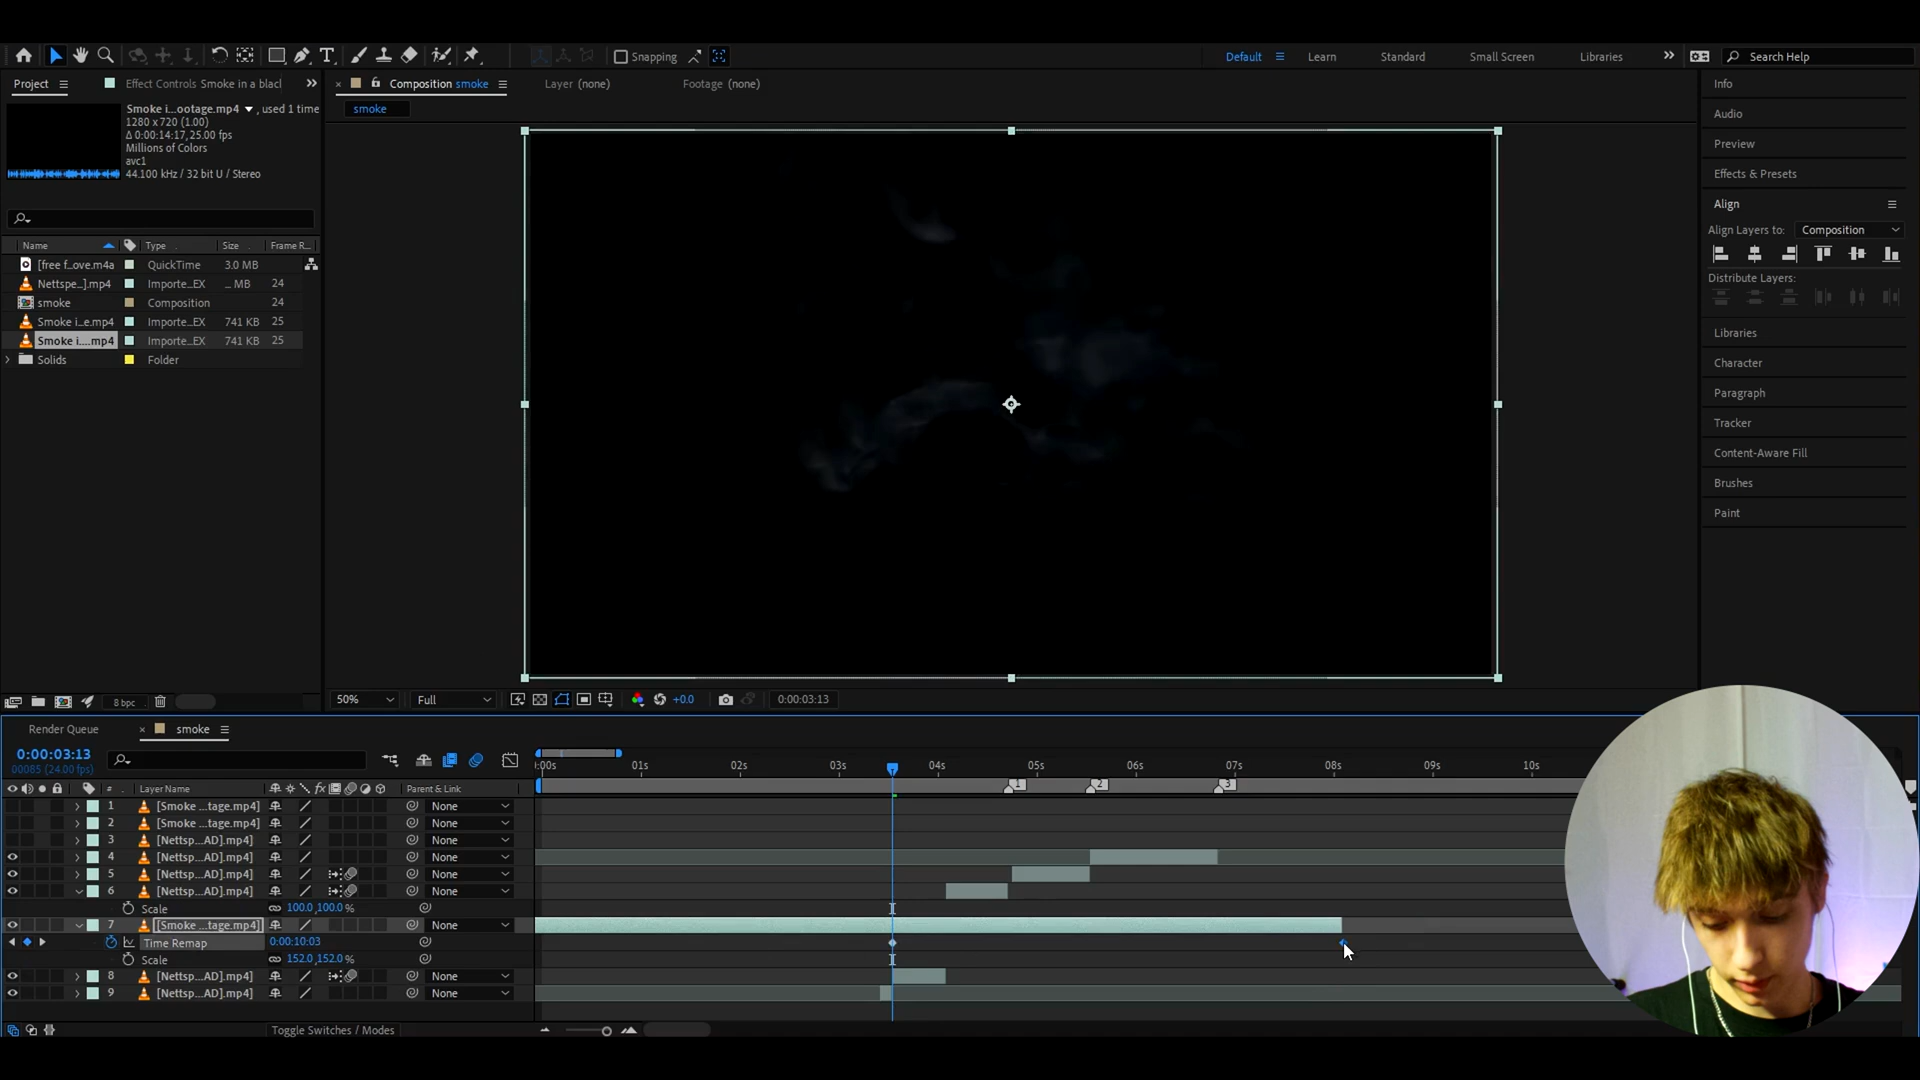 Snapping
Default
Learn
Standard
Small Screen
Libraries
Search Help
Project
Effect Controls Smoke in a blacl
Composition smoke
Layer (none)
Footage (none)
Info
Smoke i...ootage.mp4 , used 1 time
1280 x 720 (1.00)
Δ 0:00:14:17, 25.00 fps
Millions of Colors
avc1
44.100 kHz / 32 bit U / Stereo
smoke
Audio
Preview
Effects & Presets
Align
Align Layers to: Composition
Distribute Layers:
Name Type Size Frame R...
[free f...ove.m4a QuickTime 3.0 MB
Nettspe...].mp4 Importe...EX ... MB 24
smoke Composition 24
Smoke i...e.mp4 Importe...EX 741 KB 25
Smoke i....mp4 Importe...EX 741 KB 25
Solids Folder
Libraries
Character
Paragraph
Tracker
Content-Aware Fill
Brushes
Paint
8 bpc
50% Full +0.0 0:00:03:13
Render Queue smoke
0:00:03:13
00085 (24.00 fps)
:00s 01s 02s 03s 04s 05s 06s 07s 08s 09s 10s
1 2 3
# Layer Name fx Parent & Link
1 [Smoke ...tage.mp4] None
2 [Smoke ...tage.mp4] None
3 [Nettsp...AD].mp4] None
4 [Nettsp...AD].mp4] None
5 [Nettsp...AD].mp4] None
6 [Nettsp...AD].mp4] None
Scale 100.0,100.0%
7 [Smoke ...tage.mp4] None
Time Remap 0:00:10:03
Scale 152.0,152.0%
8 [Nettsp...AD].mp4] None
9 [Nettsp...AD].mp4] None
Toggle Switches / Modes